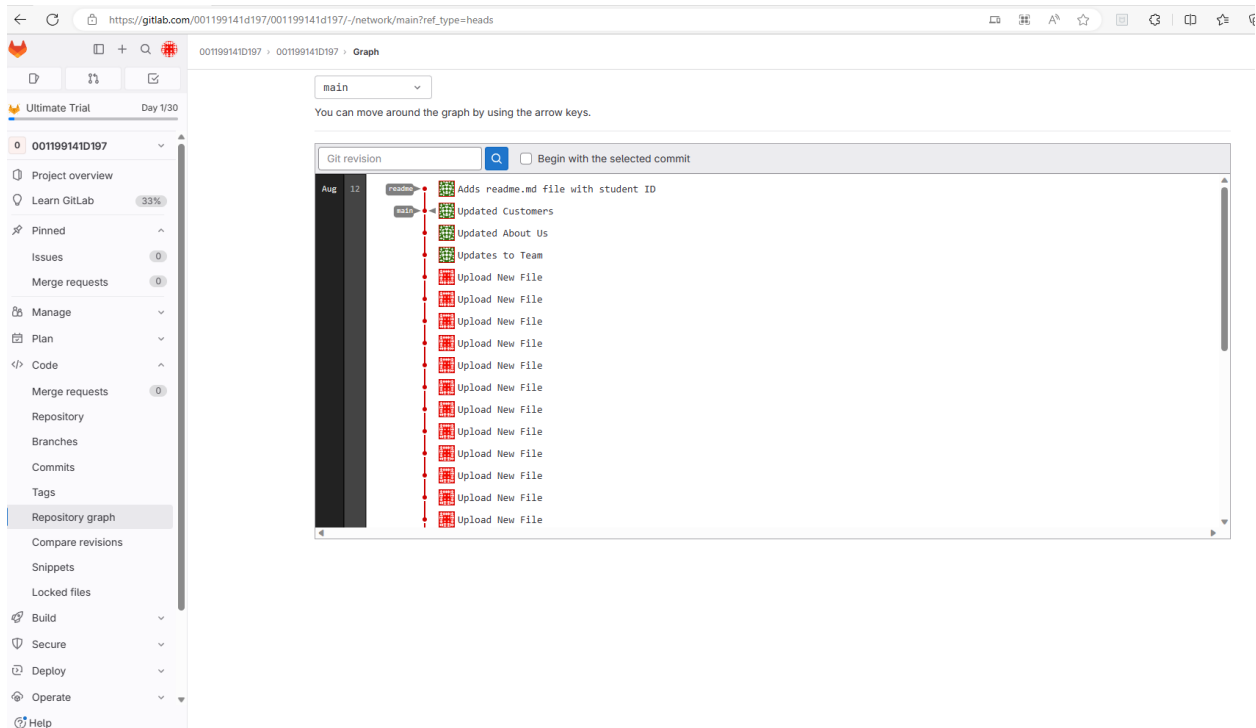 https://gitlab.com/001199141d197/001199141d197/-/network/main?ref_type=heads
001199141D197 › 001199141D197 › Graph
Ultimate Trial Day 1/30
0 001199141D197
Project overview
Learn GitLab 33%
Pinned
Issues 0
Merge requests 0
Manage
Plan
Code
Merge requests 0
Repository
Branches
Commits
Tags
Repository graph
Compare revisions
Snippets
Locked files
Build
Secure
Deploy
Operate
Help
main
You can move around the graph by using the arrow keys.
Git revision Begin with the selected commit
Aug 12 readme Adds readme.md file with student ID
main Updated Customers
Updated About Us
Updates to Team
Upload New File
Upload New File
Upload New File
Upload New File
Upload New File
Upload New File
Upload New File
Upload New File
Upload New File
Upload New File
Upload New File
Upload New File